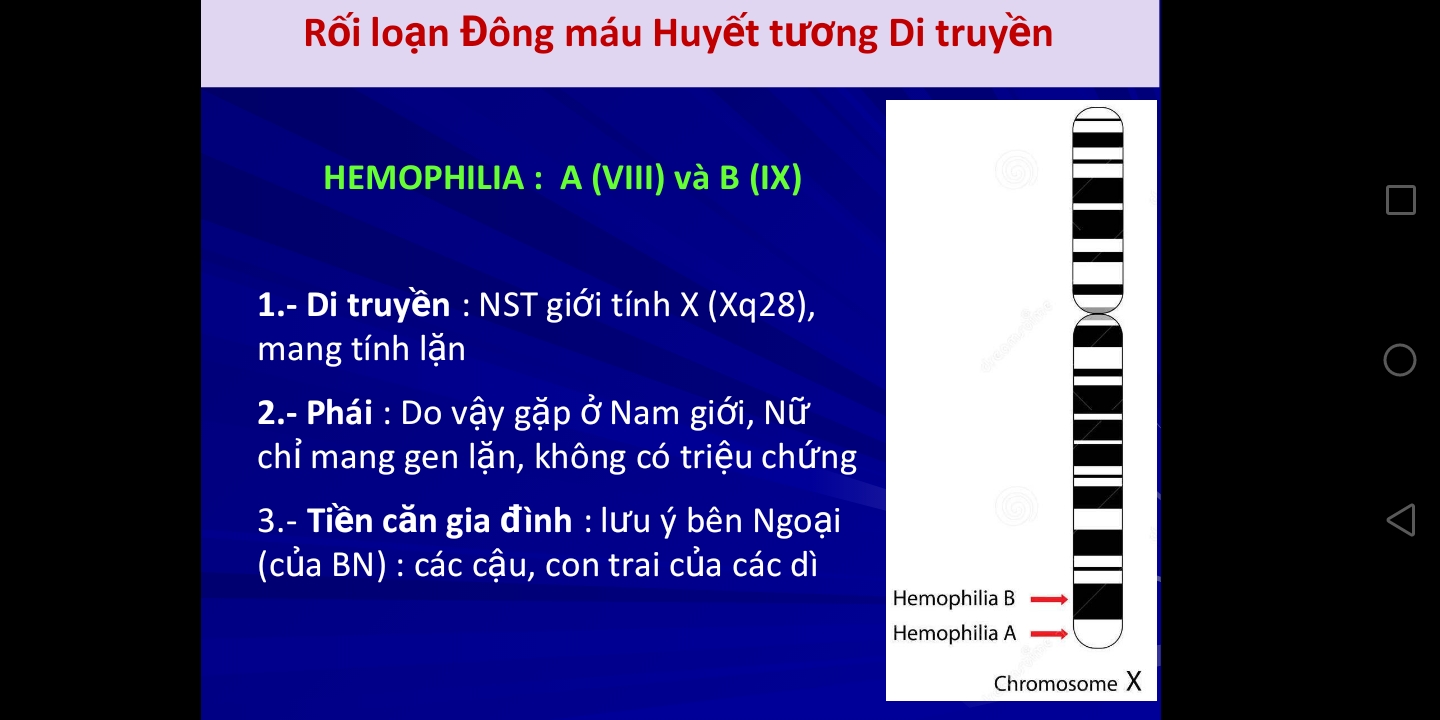 Rối loạn Đông máu Huyết tương Di truyền
HEMOPHILIA : A (VIII) và B (IX)
1.- Di truyền : NST giới tính X (Xq28),
mang tính lặn
2.- Phái : Do vậy gặp ở Nam giới, Nữ
chỉ mang gen lặn, không có triệu chứng
3.- Tiền căn gia đình : lưu ý bên Ngoại
(của BN) : các cậu, con trai của các dì
Hemophilia B
Hemophilia A
Chromosome X